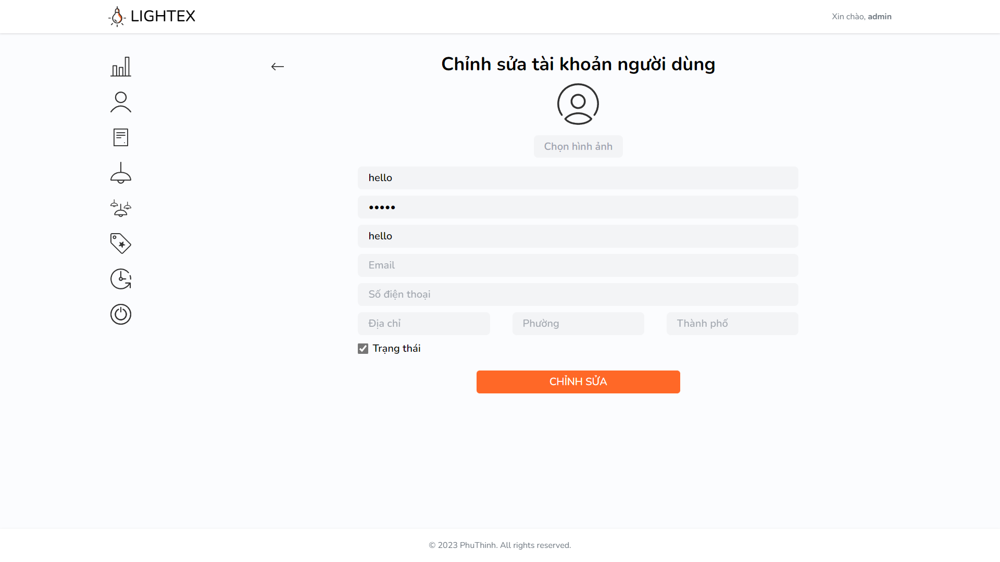 LIGHTEX
Xin chào, admin
Chỉnh sửa tài khoản người dùng
Chọn hình ảnh
hello
•••••
hello
Email
Số điện thoại
Địa chỉ
Phường
Thành phố
Trạng thái
CHỈNH SỬA
© 2023 PhuThinh. All rights reserved.